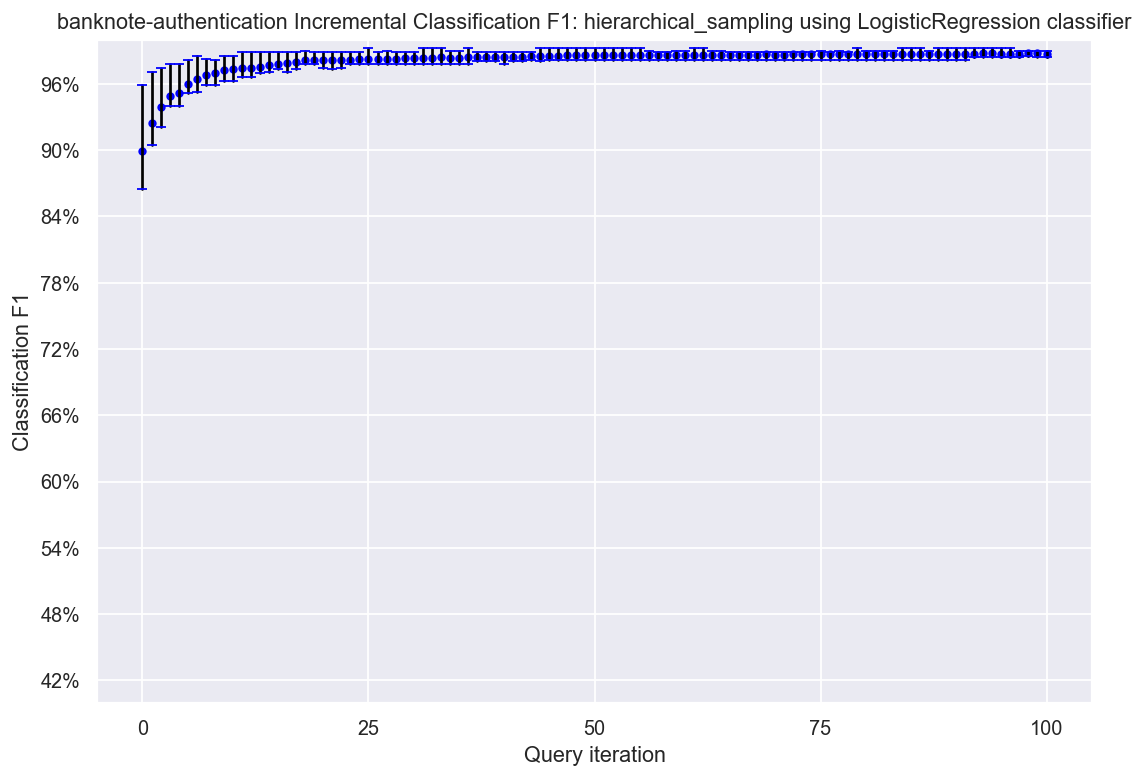 banknote-authentication Incremental Classification F1: hierarchical_sampling using LogisticRegression classifier
96%
90%
84%
78%
72%
66%
60%
54%
48%
42%
Classification F1
0 25 50 75 100
Query iteration